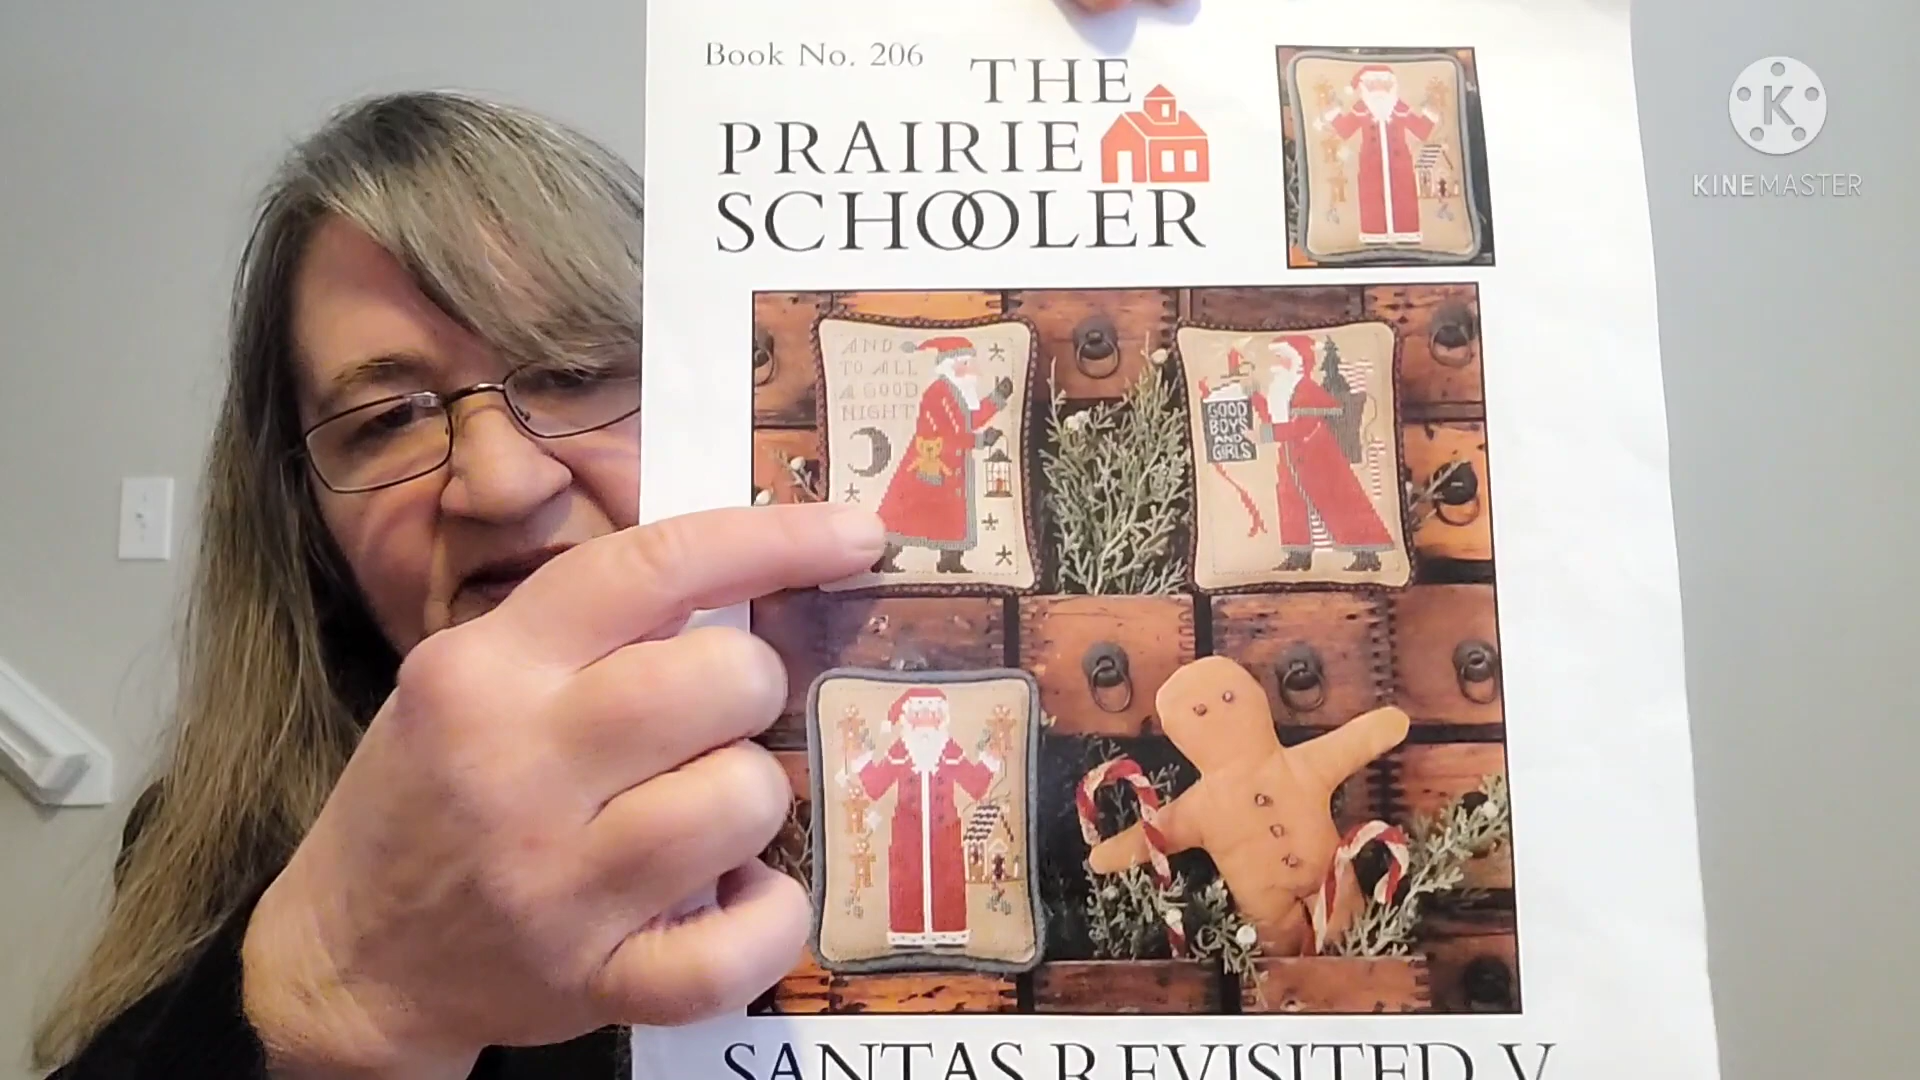 Book No. 206
THE
PRAIRIE
SCHOOLER
K
KINEMASTER
AND
TO ALL
A GOOD
NIGHT
GOOD
BOYS
AND
GIRLS
SANTAS REVISITED V